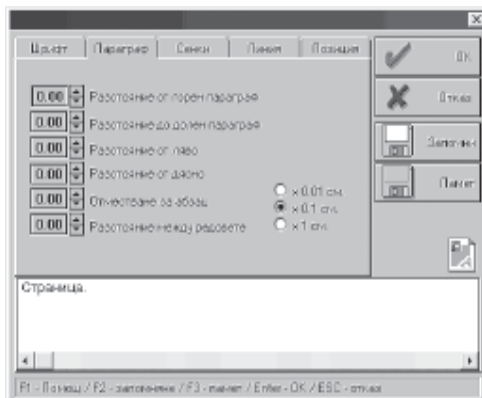 Шрифт Параграф Сенки Линия Позиция
OK
Отказ
Запомни
Памет
0.00 Разстояние от горен параграф
0.00 Разстояние до долен параграф
0.00 Разстояние от ляво
0.00 Разстояние от дясно
0.00 Отместване за абзац
0.00 Разстояние между редовете
x 0.01 см.
x 0.1 см.
x 1 см.
Страница.
F1 - Помощ / F2 - запомняне / F3 - памет / Enter - OK / ESC - отказ